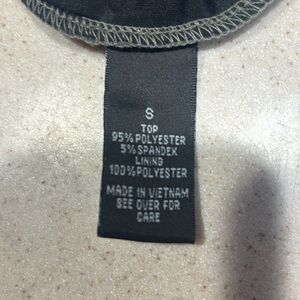 S
TOP
95% POLYESTER
5% SPANDEX
LINING
100% POLYESTER
MADE IN VIETNAM
SEE OVER FOR
CARE